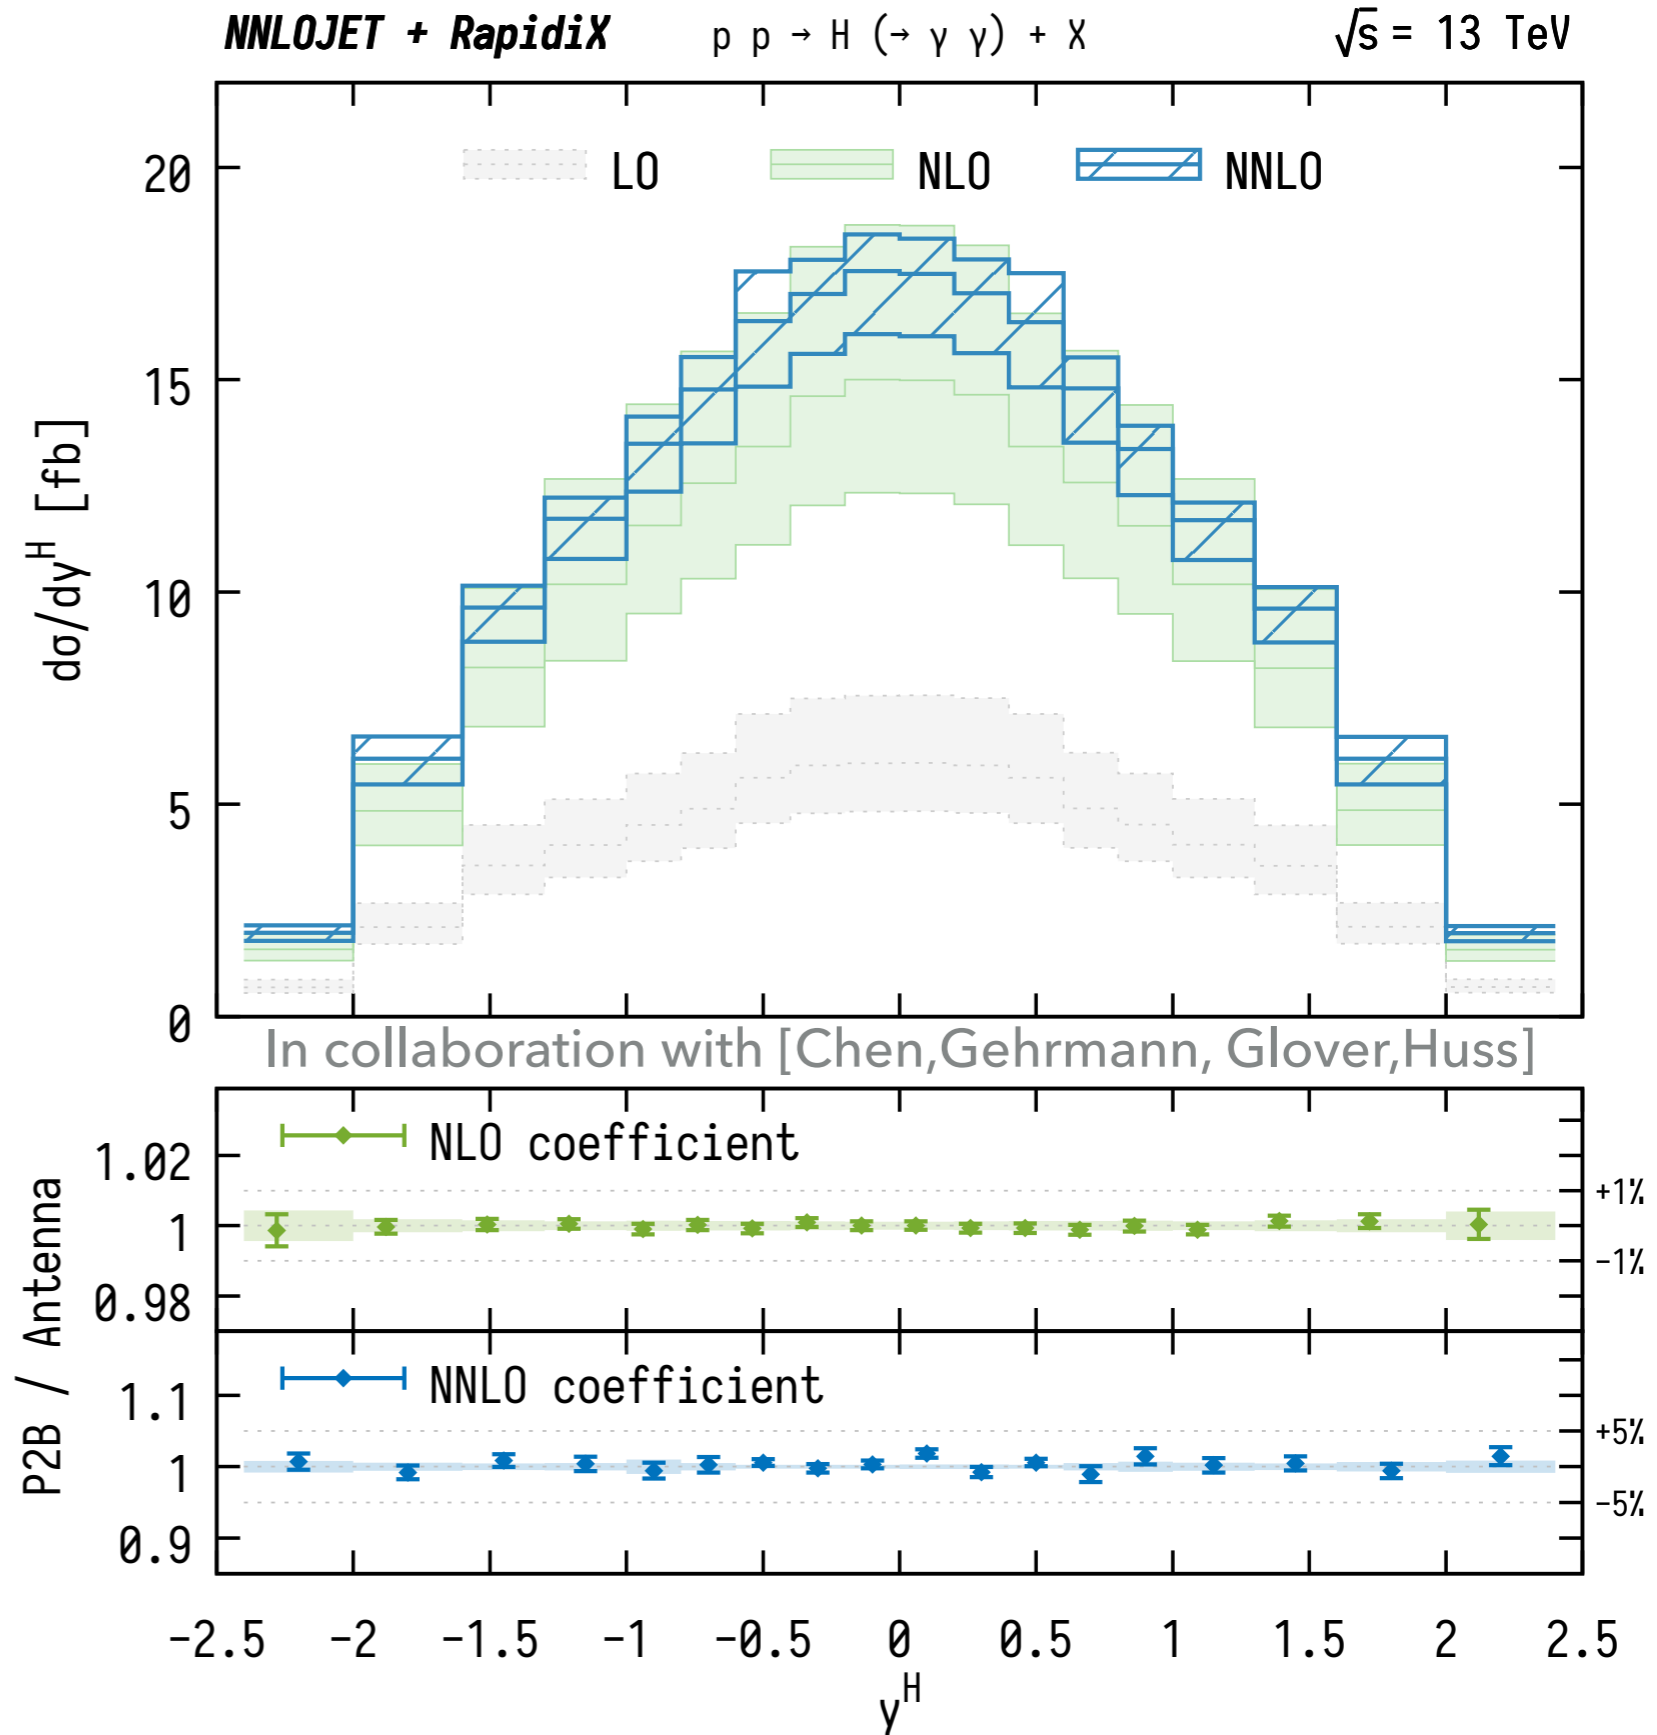 NNLOJET + RapidiX p p → H (→ γ γ) + X √s = 13 TeV
LO NLO NNLO
20
15
10
5
0
dσ/dy^H [fb]
In collaboration with [Chen,Gehrmann, Glover,Huss]
NLO coefficient
1.02
1
0.98
+1%
-1%
P2B / Antenna
NNLO coefficient
1.1
1
0.9
+5%
-5%
-2.5 -2 -1.5 -1 -0.5 0 0.5 1 1.5 2 2.5
y^H